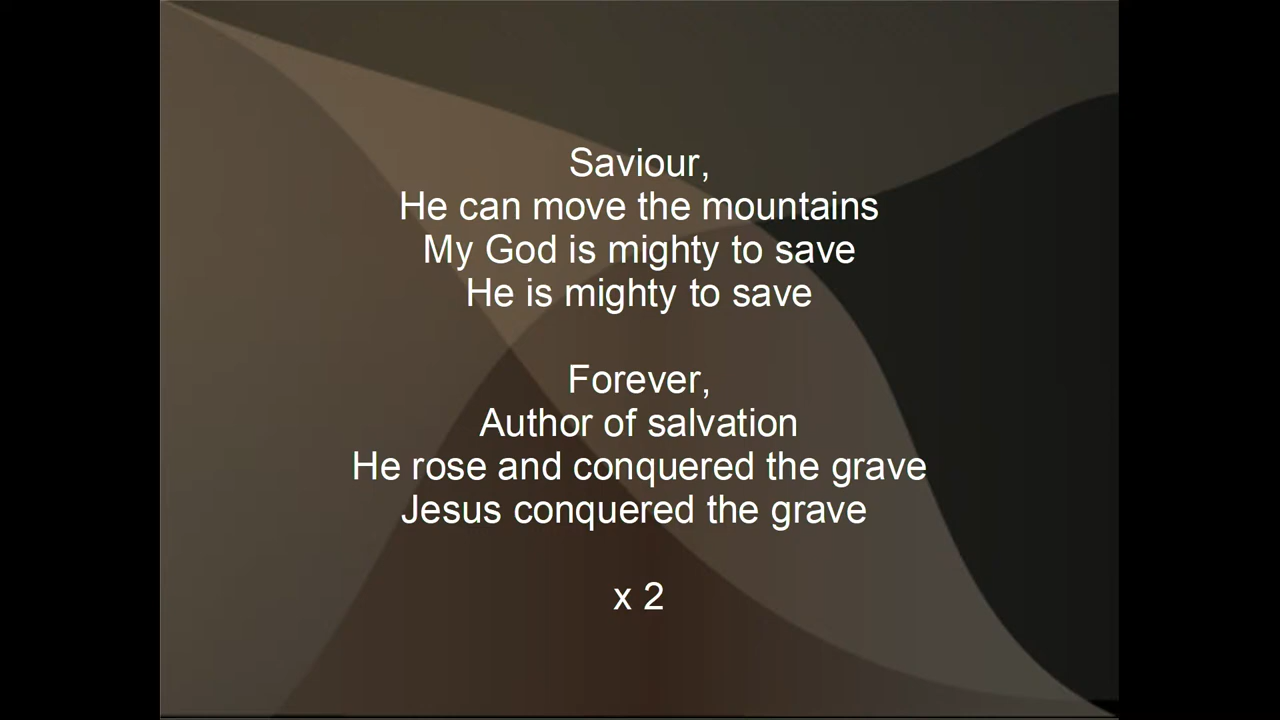 Saviour,
He can move the mountains
My God is mighty to save
He is mighty to save
Forever,
Author of salvation
He rose and conquered the grave
Jesus conquered the grave
x 2